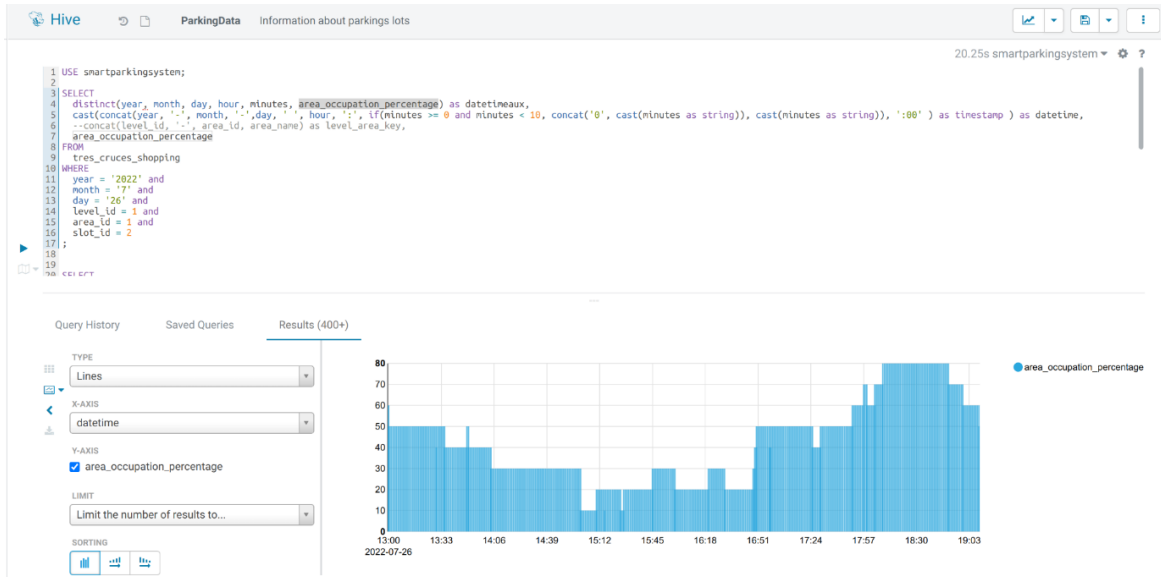 Hive ParkingData Information about parkings lots
20.25s smartparkingsystem ?
1 USE smartparkingsystem;
2
3 SELECT
4 distinct(year, month, day, hour, minutes, area_occupation_percentage) as datetimeaux,
5 cast(concat(year, '-', month, '-',day, ' ', hour, ':', if(minutes >= 0 and minutes < 10, concat('0', cast(minutes as string)), cast(minutes as string)), ':00' ) as timestamp ) as datetime,
6 --concat(level_id, '-', area_id, area_name) as level_area_key,
7 area_occupation_percentage
8 FROM
9 tres_cruces_shopping
10 WHERE
11 year = '2022' and
12 month = '7' and
13 day = '26' and
14 level_id = 1 and
15 area_id = 1 and
16 slot_id = 2
17 ;
18
19
20 SELECT
Query History Saved Queries Results (400+)
TYPE
Lines
X-AXIS
datetime
Y-AXIS
area_occupation_percentage
LIMIT
Limit the number of results to...
SORTING
80
70
60
50
40
30
20
10
0
13:00 13:33 14:06 14:39 15:12 15:45 16:18 16:51 17:24 17:57 18:30 19:03
2022-07-26
area_occupation_percentage